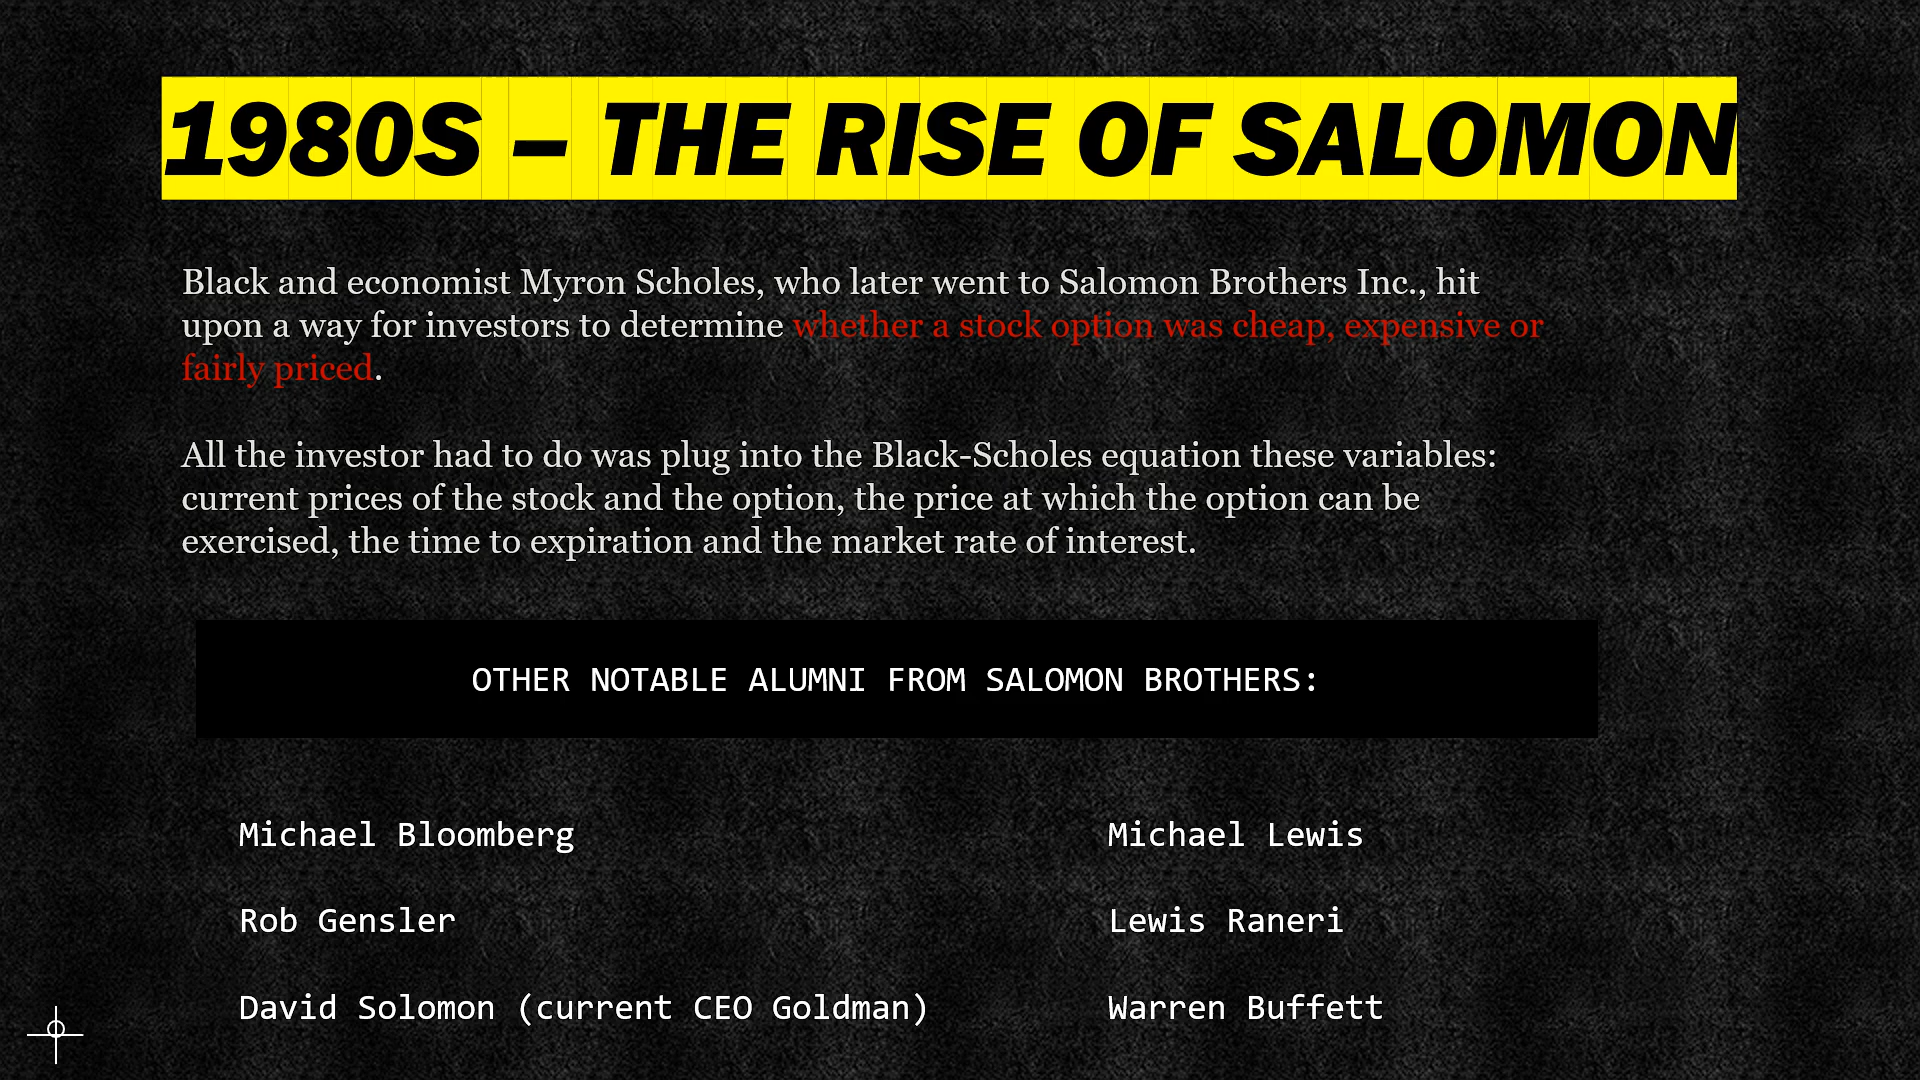 1980S – THE RISE OF SALOMON
Black and economist Myron Scholes, who later went to Salomon Brothers Inc., hit
upon a way for investors to determine whether a stock option was cheap, expensive or
fairly priced.
All the investor had to do was plug into the Black-Scholes equation these variables:
current prices of the stock and the option, the price at which the option can be
exercised, the time to expiration and the market rate of interest.
OTHER NOTABLE ALUMNI FROM SALOMON BROTHERS:
Michael Bloomberg
Rob Gensler
David Solomon (current CEO Goldman)
Michael Lewis
Lewis Raneri
Warren Buffett